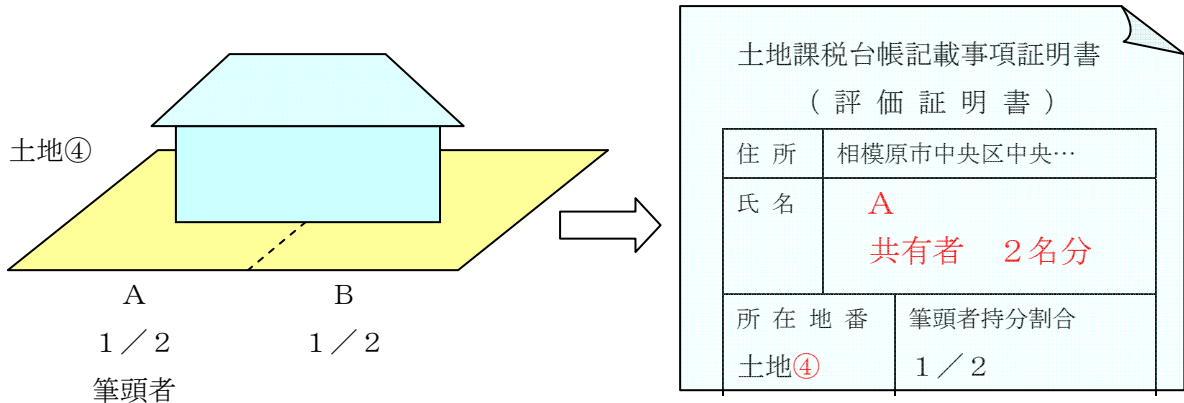 土地④
A B
１／２ １／２
筆頭者
土地課税台帳記載事項証明書
（評価証明書）
住所 相模原市中央区中央…
氏名 A
共有者 ２名分
所在地番 筆頭者持分割合
土地④ １／２